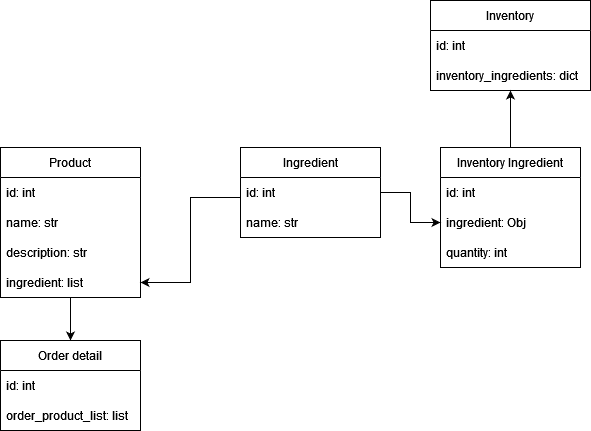 Inventory
id: int
inventory_ingredients: dict
Product
id: int
name: str
description: str
ingredient: list
Ingredient
id: int
name: str
Inventory Ingredient
id: int
ingredient: Obj
quantity: int
Order detail
id: int
order_product_list: list